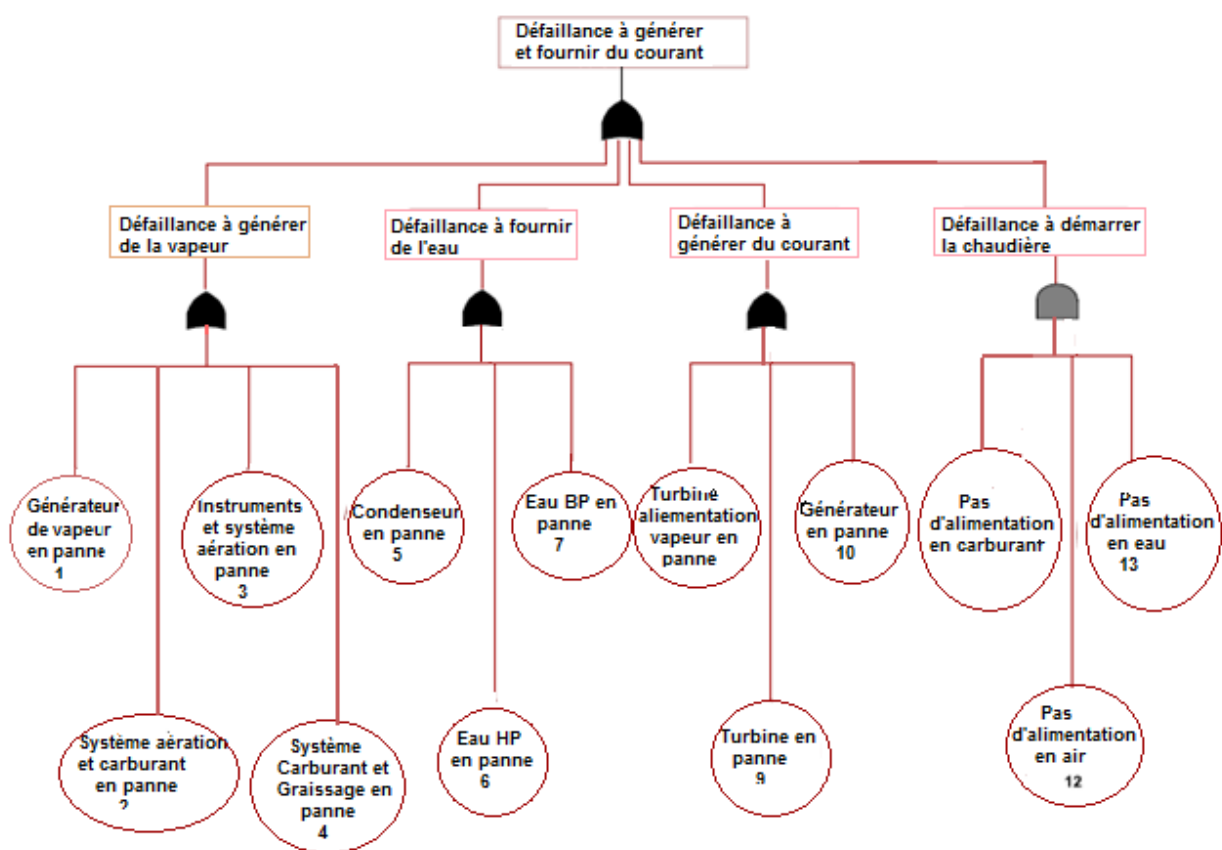 Défaillance à générer
et fournir du courant
Défaillance à générer
de la vapeur
Défaillance à fournir
de l'eau
Défaillance à
générer du courant
Défaillance à démarrer
la chaudière
Générateur
de vapeur
en panne
1
Instruments
et système
aération en
panne
3
Condenseur
en panne
5
Eau BP en
panne
7
Turbine
aliementation
vapeur en
panne
Générateur
en panne
10
Pas
d'alimentation
en carburant
Pas
d'alimentation
en eau
13
Système aèration
et carburant
en panne
2
Système
Carburant et
Graissage en
panne
4
Eau HP
en panne
6
Turbine en
panne
9
Pas
d'alimentation
en air
12